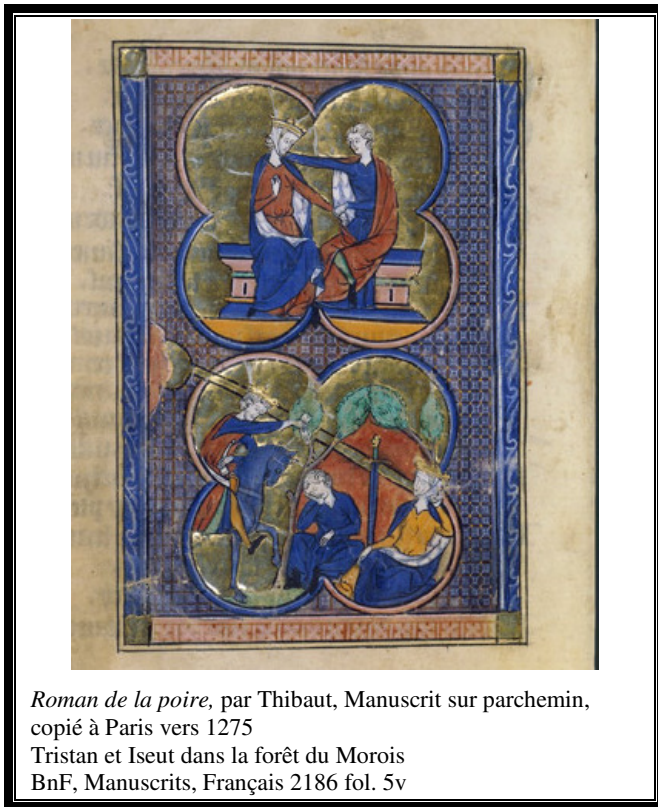 Roman de la poire, par Thibaut, Manuscrit sur parchemin,
copié à Paris vers 1275
Tristan et Iseut dans la forêt du Morois
BnF, Manuscrits, Français 2186 fol. 5v